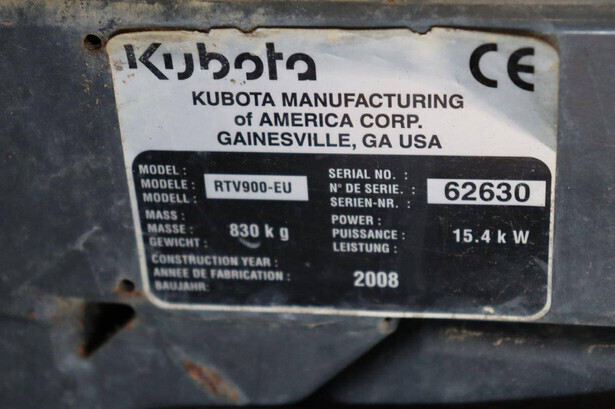 Kubota
CE
KUBOTA MANUFACTURING
of AMERICA CORP.
GAINESVILLE, GA USA
MODEL :
MODELE :
MODELL :
RTV900-EU
SERIAL NO. :
N° DE SERIE. :
SERIEN-NR. :
62630
MASS :
MASSE :
GEWICHT :
830 kg
POWER :
PUISSANCE :
LEISTUNG :
15.4 kW
CONSTRUCTION YEAR :
ANNEE DE FABRICATION :
BAUJAHR:
2008